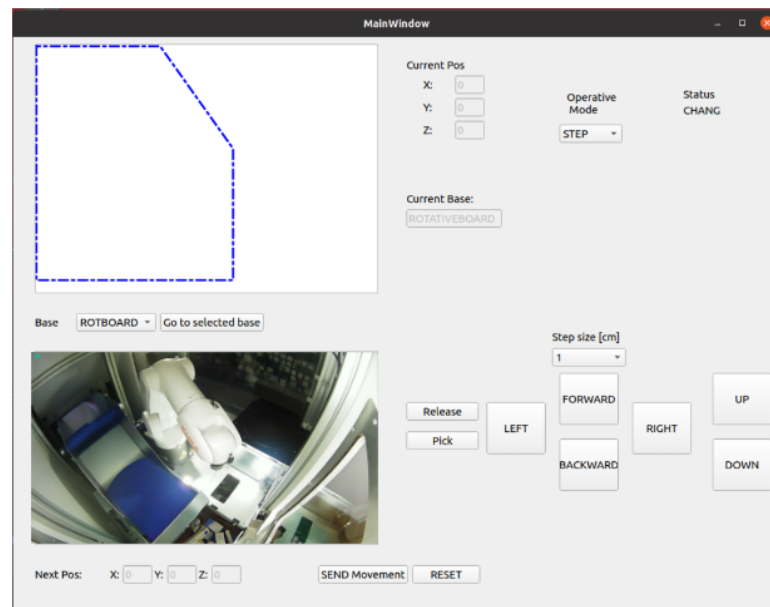 MainWindow
Current Pos
X: 0
Y: 0
Z: 0
Operative
Mode
STEP
Status
CHANG
Current Base:
ROTATIVEBOARD
Base ROTBOARD Go to selected base
Step size [cm]
1
Release
Pick
LEFT
FORWARD
BACKWARD
RIGHT
UP
DOWN
Next Pos: X: 0 Y: 0 Z: 0 SEND Movement RESET